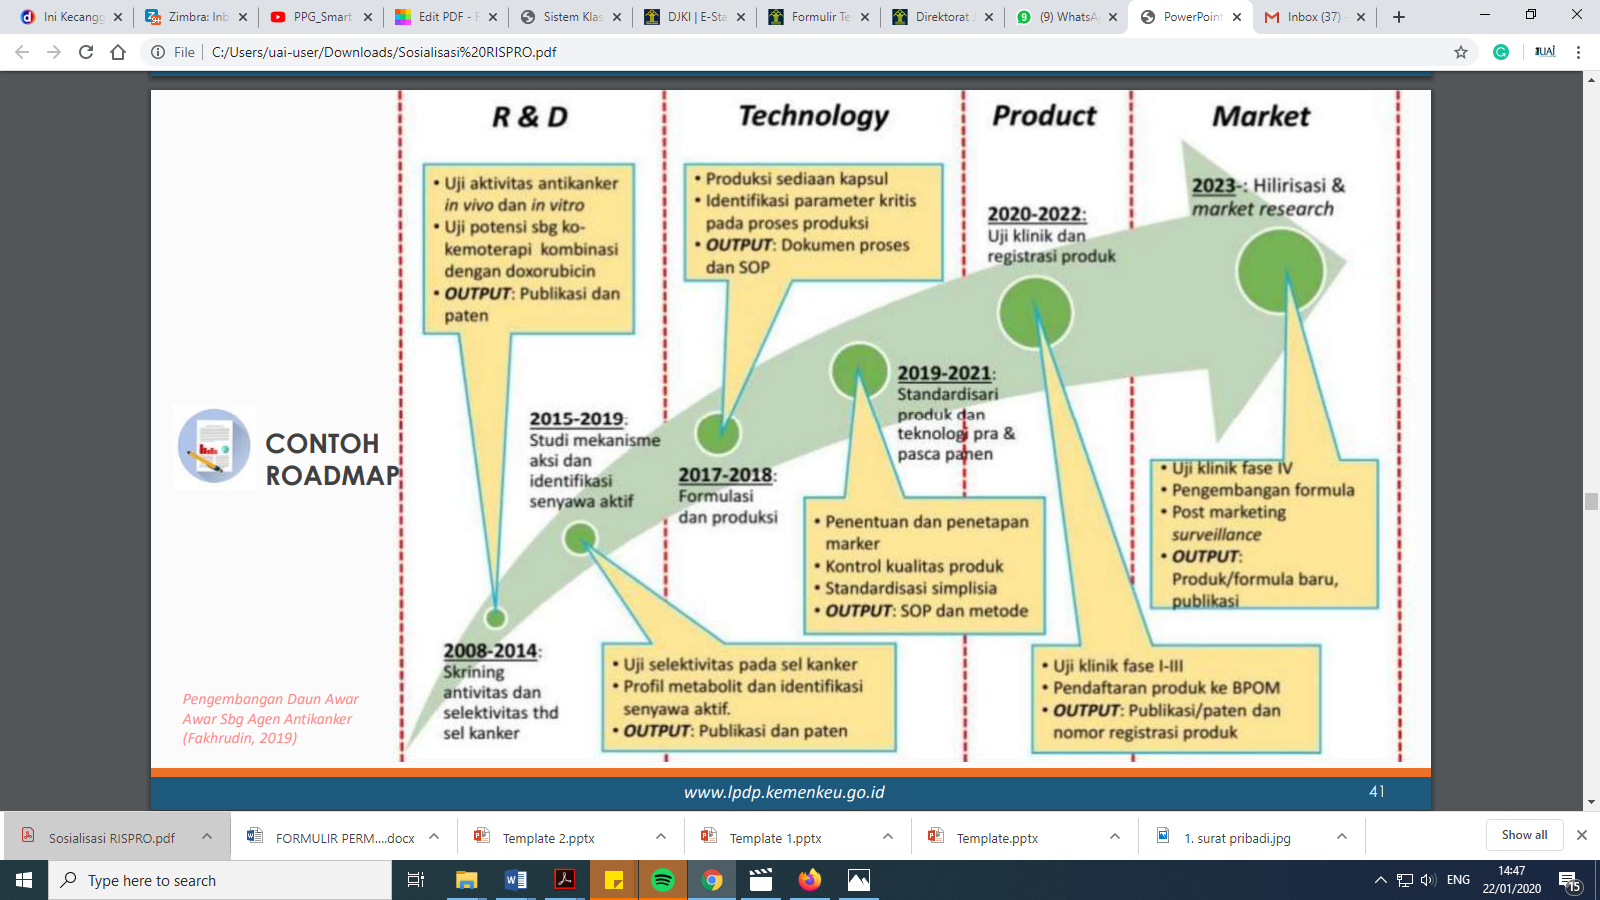 Ini Kecangg
Zimbra: Inb
PPG_Smart
Edit PDF - P
Sistem Klas
DJKI | E-Sta
Formulir Te
Direktorat J
(9) WhatsA
PowerPoint
Inbox (37) -
File
C:/Users/uai-user/Downloads/Sosialisasi%20RISPRO.pdf
UAI
R & D
Technology
Product
Market
• Uji aktivitas antikanker
in vivo dan in vitro
• Uji potensi sbg ko-
kemoterapi kombinasi
dengan doxorubicin
• OUTPUT: Publikasi dan
paten
• Produksi sediaan kapsul
• Identifikasi parameter kritis
pada proses produksi
• OUTPUT: Dokumen proses
dan SOP
2020-2022:
Uji klinik dan
registrasi produk
2023-: Hilirisasi &
market research
2015-2019:
Studi mekanisme
aksi dan
identifikasi
senyawa aktif
2017-2018:
Formulasi
dan produksi
2019-2021:
Standardisari
produk dan
teknologi pra &
pasca panen
CONTOH
ROADMAP
• Penentuan dan penetapan
marker
• Kontrol kualitas produk
• Standardisasi simplisia
• OUTPUT: SOP dan metode
• Uji klinik fase IV
• Pengembangan formula
• Post marketing
surveillance
• OUTPUT:
Produk/formula baru,
publikasi
2008-2014:
Skrining
antivitas dan
selektivitas thd
sel kanker
• Uji selektivitas pada sel kanker
• Profil metabolit dan identifikasi
senyawa aktif.
• OUTPUT: Publikasi dan paten
• Uji klinik fase I-III
• Pendaftaran produk ke BPOM
• OUTPUT: Publikasi/paten dan
nomor registrasi produk
Pengembangan Daun Awar
Awar Sbg Agen Antikanker
(Fakhrudin, 2019)
www.lpdp.kemenkeu.go.id
41
Sosialisasi RISPRO.pdf
FORMULIR PERM....docx
Template 2.pptx
Template 1.pptx
Template.pptx
1. surat pribadi.jpg
Show all
Type here to search
ENG
14:47
22/01/2020
15